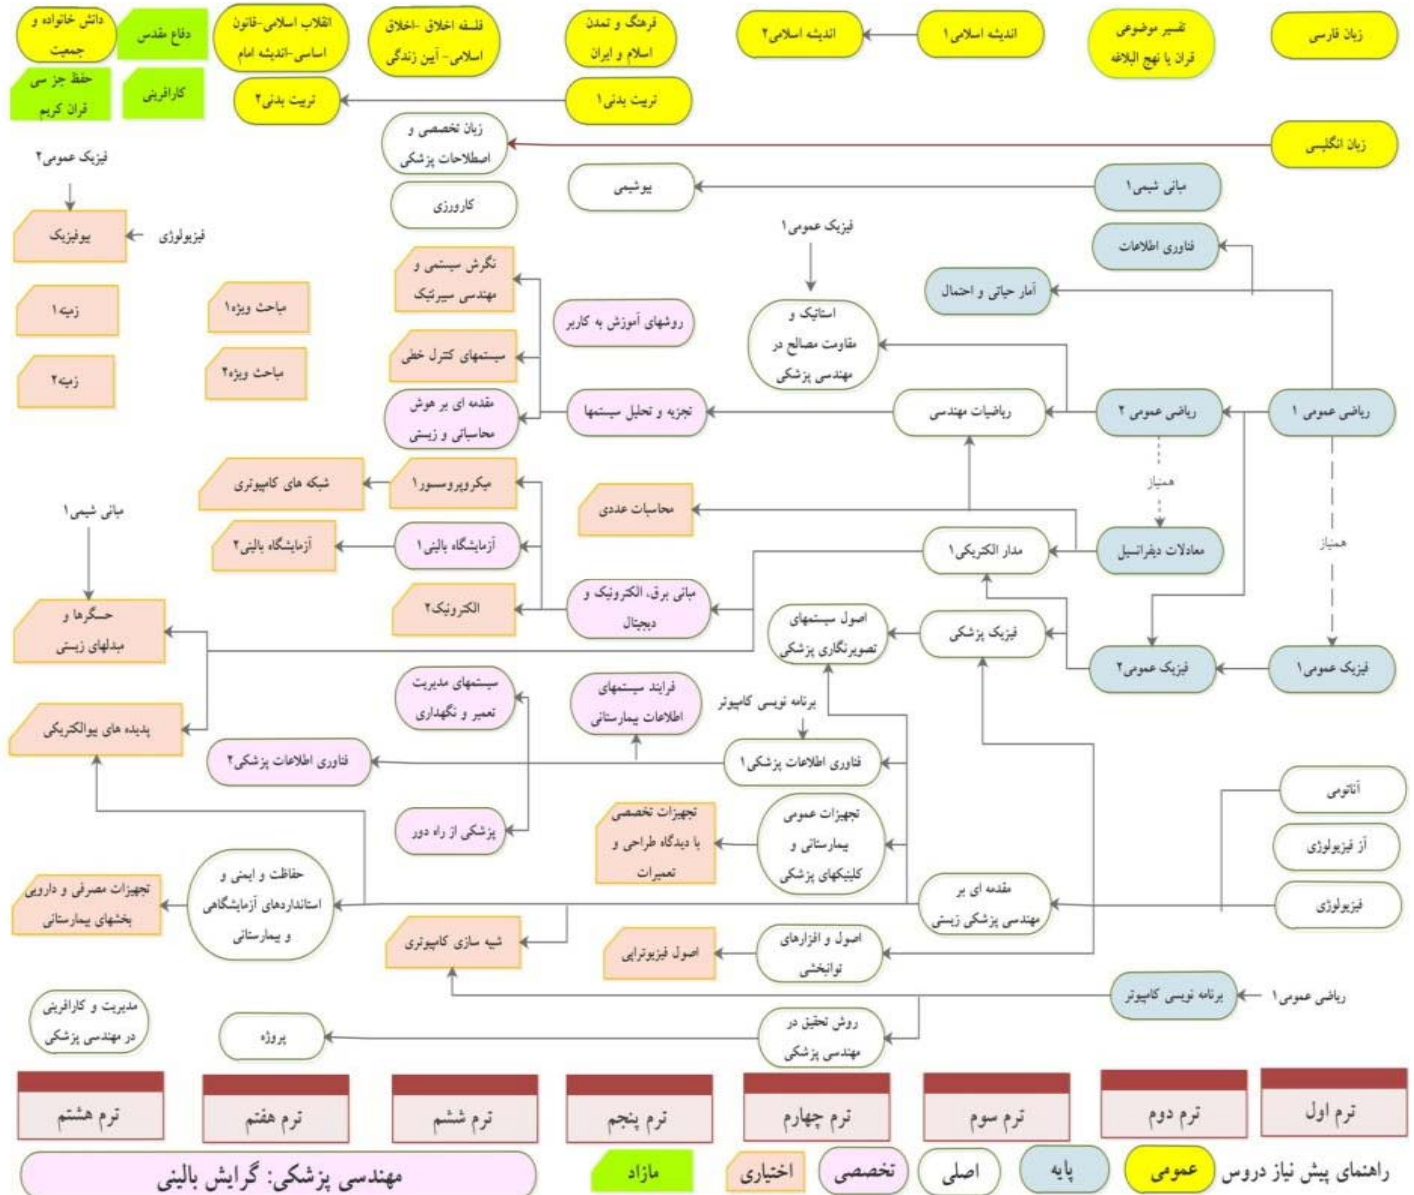 زبان فارسی
تفسیر موضوعی
قران یا نهج البلاغه
اندیشه اسلامی۱
اندیشه اسلامی۲
فرهنگ و تمدن
اسلام و ایران
فلسفه اخلاق -اخلاق
اسلامی- آیین زندگی
انقلاب اسلامی-قانون
اساسی-اندیشه امام
دفاع مقدس
دانش خانواده و
جمعیت
تربیت بدنی۱
تربیت بدنی۲
کارافرینی
حفظ جز سی
قران کریم
زبان انگلیسی
زبان تخصصی و
اصطلاحات پزشکی
فیزیک عمومی۲
مبانی شیمی۱
بیوشیمی
کارورزی
بیوفیزیک
فیزیولوژی
فناوری اطلاعات
فیزیک عمومی۱
نگرش سیستمی و
مهندسی سیبرنتیک
آمار حیاتی و احتمال
استاتیک و
مقاومت مصالح در
مهندسی پزشکی
روشهای آموزش به کاربر
مباحث ویژه۱
زمینه۱
سیستمهای کنترل خطی
مباحث ویژه۲
زمینه۲
ریاضی عمومی ۱
ریاضی عمومی ۲
ریاضیات مهندسی
تجزیه و تحلیل سیستمها
مقدمه ای بر هوش
محاسباتی و زیستی
همنیاز
میکروپروسسور۱
شبکه های کامپیوتری
محاسبات عددی
مبانی شیمی۱
همنیاز
معادلات دیفرانسیل
مدار الکتریکی۱
آزمایشگاه بالینی۱
آزمایشگاه بالینی۲
مبانی برق، الکترونیک و
دیجیتال
الکترونیک۲
حسگرها و
مبدلهای زیستی
فیزیک پزشکی
اصول سیستمهای
تصویرنگاری پزشکی
فیزیک عمومی۱
فیزیک عمومی۲
فرایند سیستمهای
اطلاعات بیمارستانی
سیستمهای مدیریت
تعمیر و نگهداری
برنامه نویسی کامپیوتر
پدیده های بیوالکتریکی
فناوری اطلاعات پزشکی۱
فناوری اطلاعات پزشکی۲
آناتومی
تجهیزات عمومی
بیمارستانی و
کلینیکهای پزشکی
تجهیزات تخصصی
با دیدگاه طراحی و
تعمیرات
پزشکی از راه دور
آز فیزیولوژی
فیزیولوژی
مقدمه ای بر
مهندسی پزشکی زیستی
حفاظت و ایمنی و
استانداردهای آزمایشگاهی
و بیمارستانی
تجهیزات مصرفی و دارویی
بخشهای بیمارستانی
اصول و افزارهای
توانبخشی
اصول فیزیوتراپی
شبیه سازی کامپیوتری
ریاضی عمومی۱
برنامه نویسی کامپیوتر
مدیریت و کارافرینی
در مهندسی پزشکی
روش تحقیق در
مهندسی پزشکی
پروژه
ترم اول
ترم دوم
ترم سوم
ترم چهارم
ترم پنجم
ترم ششم
ترم هفتم
ترم هشتم
راهنمای پیش نیاز دروس
عمومی
پایه
اصلی
تخصصی
اختیاری
مازاد
مهندسی پزشکی: گرایش بالینی